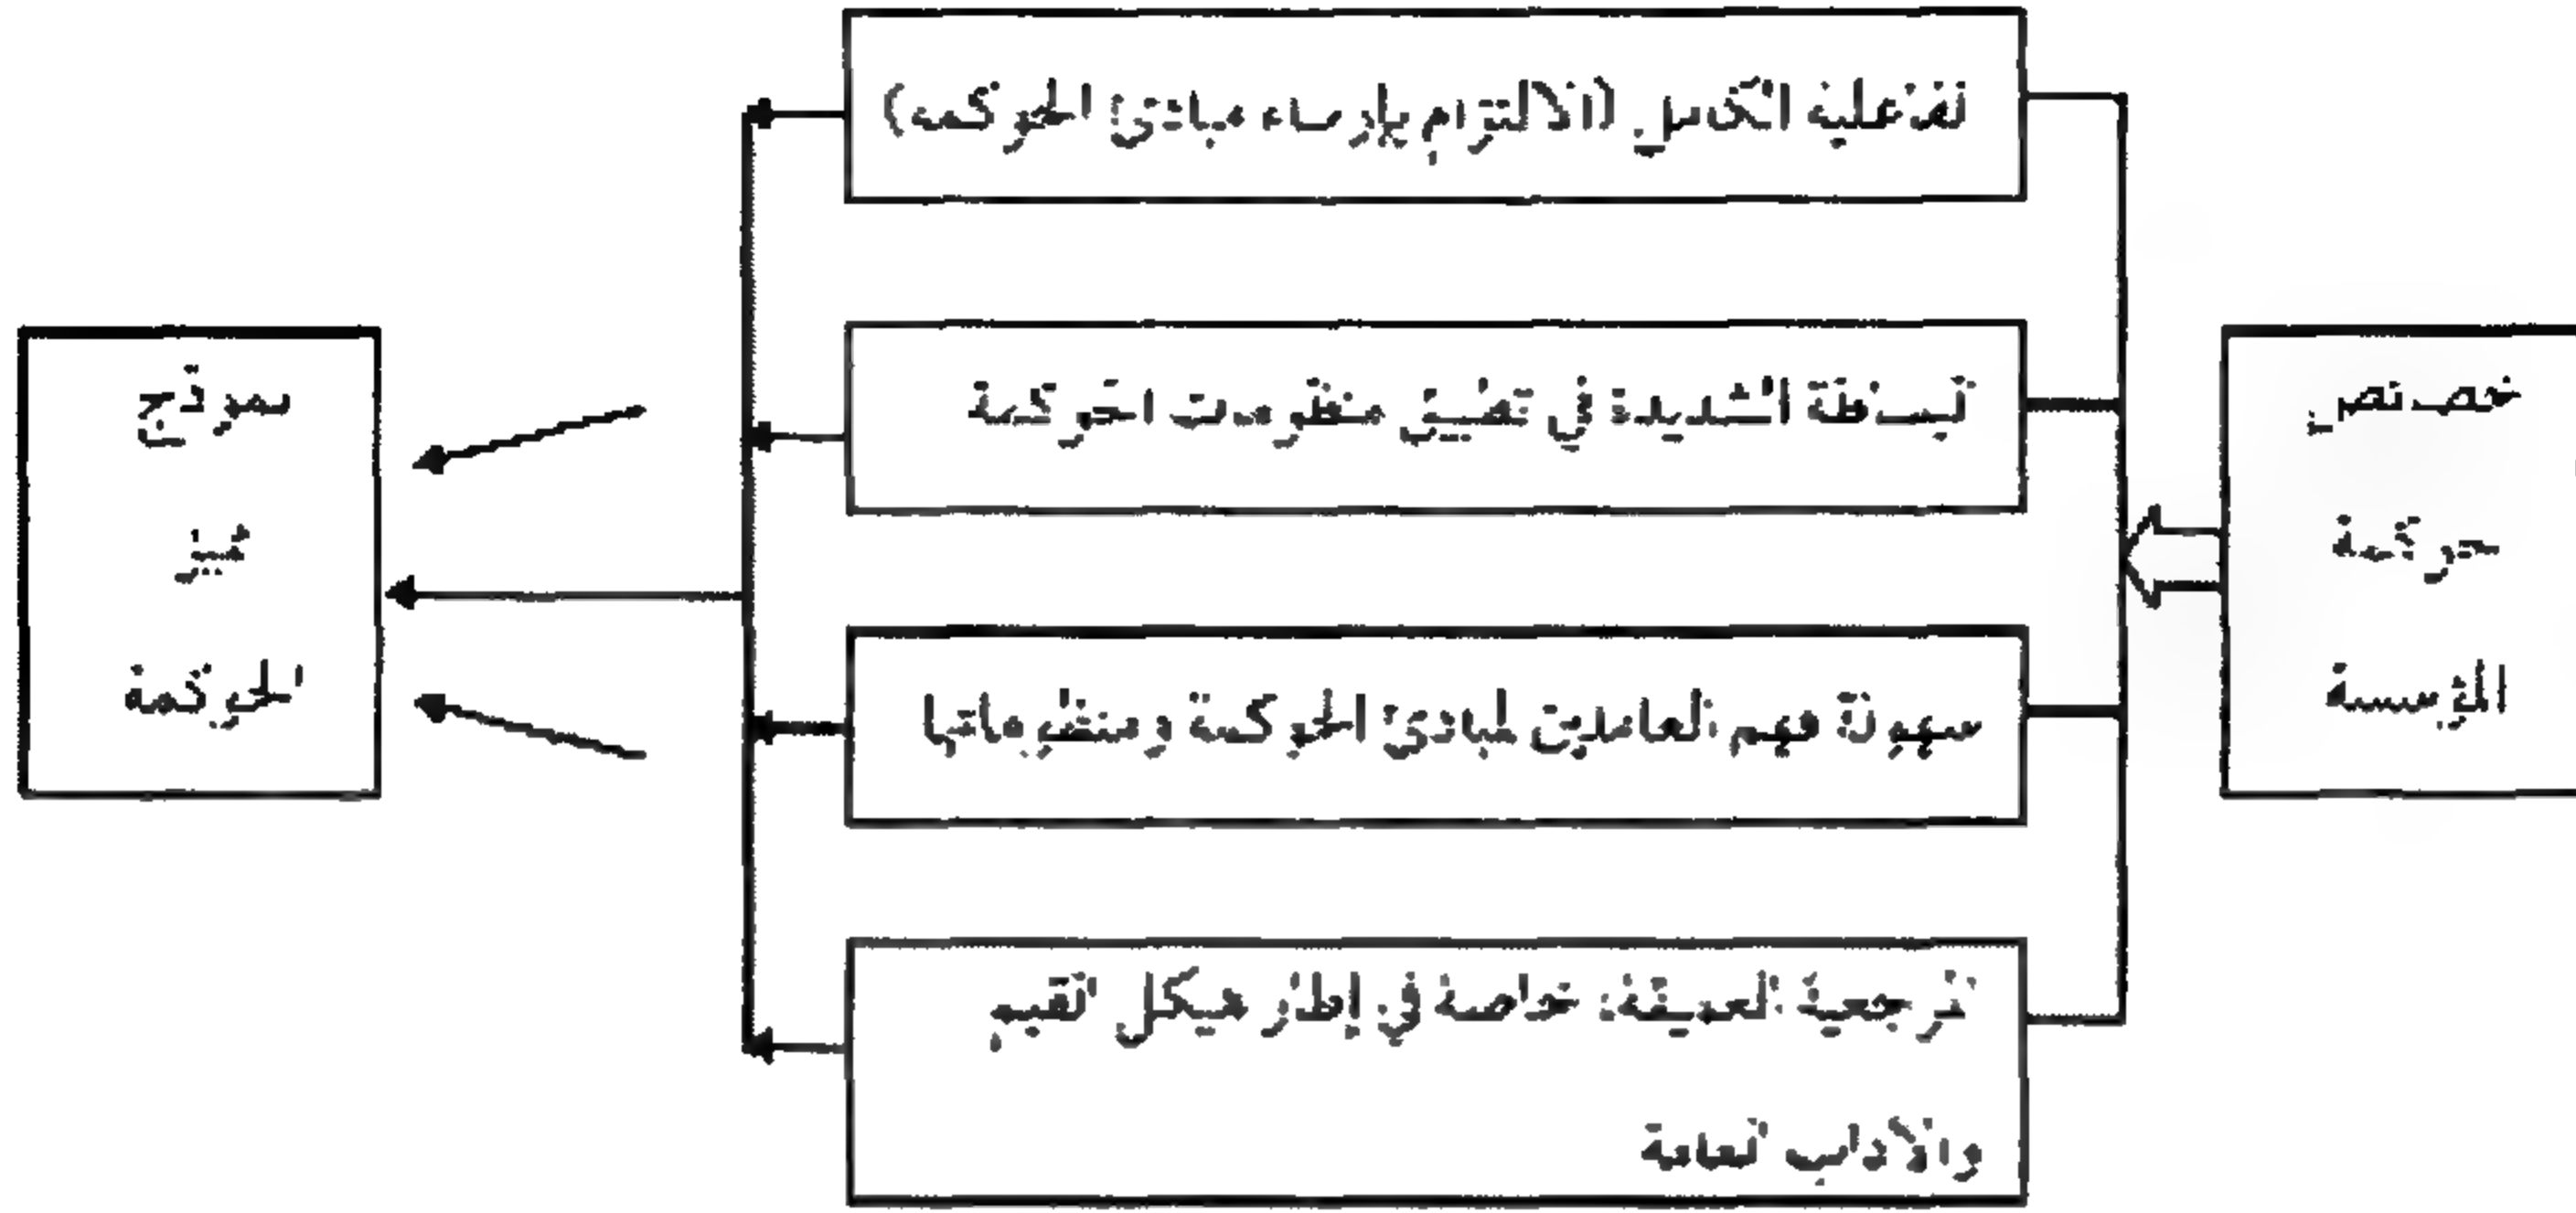 خصائص
حوكمة
المؤسسة
الفاعلية الكامل (الالتزام بإرساء مبادئ الحوكمة)
البساطة الشديدة في تطبيق منظومات الحوكمة
سهولة فهم العاملين لمبادئ الحوكمة ومنظوماتها
المرجعية العميقة، خاصة في إطار هيكل القيم
والآداب العامة
نموذج
تميز
الحوكمة